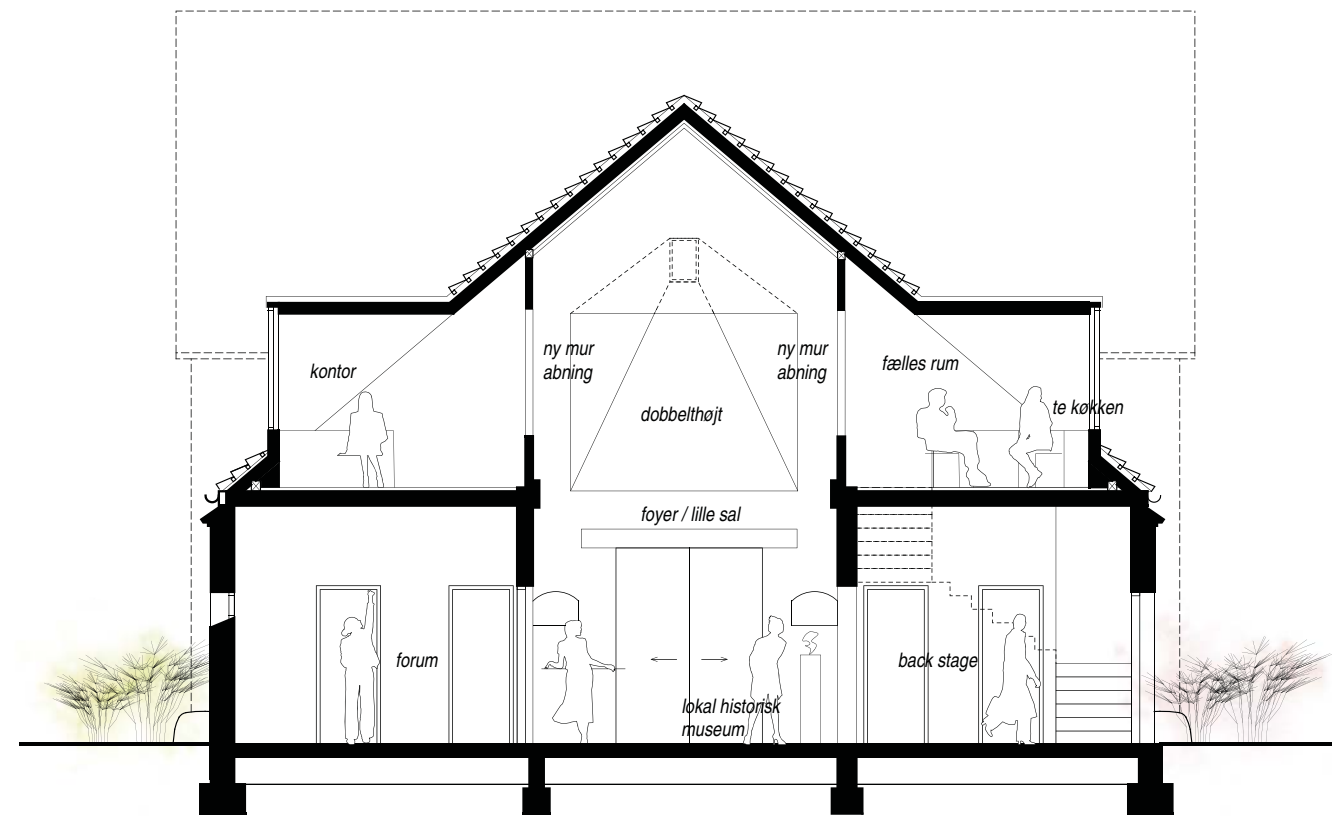 kontor
ny mur
abning
dobbelthøjt
ny mur
abning
fælles rum
te køkken
foyer / lille sal
forum
lokal historisk
museum
back stage